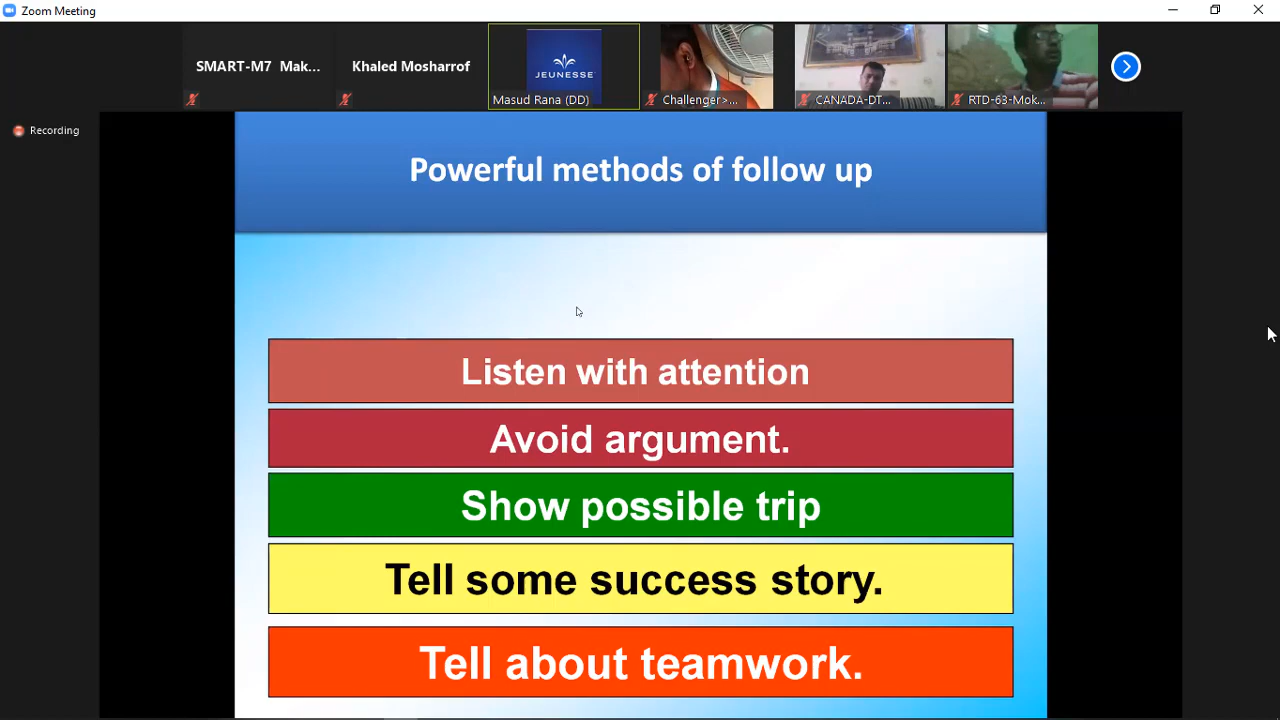 Zoom Meeting
SMART-M7 Mak...
Khaled Mosharrof
JEUNESSE
Masud Rana (DD)
Challenger>...
CANADA-DT...
RTD-63-Mok...
Recording
Powerful methods of follow up
Listen with attention
Avoid argument.
Show possible trip
Tell some success story.
Tell about teamwork.